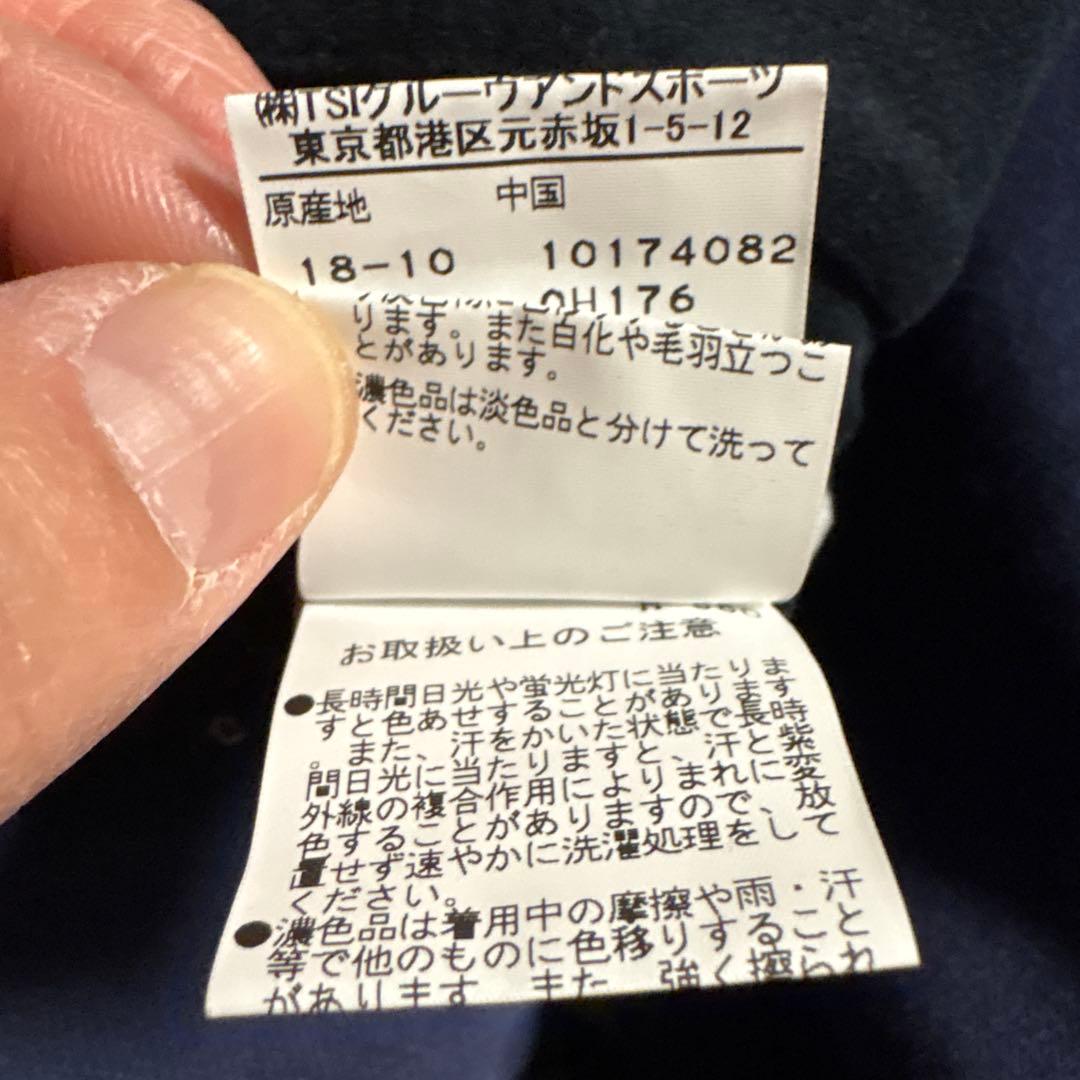 (株)TSIグルーヴアンドスポーツ
東京都港区元赤坂1-5-12
原産地 中国
18-10 10174082
H176
ります。また白化や毛羽立つこ
とがあります。
濃色品は淡色品と分けて洗って
ください。
お取扱い上のご注意
●長時間日光や蛍光灯に当たりま
すと色あせすることがあります
。また、汗をかいた状態で長時
間日光に当たりますと、汗と紫
外線の複合作用によりまれに変
色することがありますので、放
置せず速やかに洗濯処理をして
ください。
●濃色品は着用中の摩擦や雨・汗
等で他のものに色移りすること
があります。また、強く擦られ